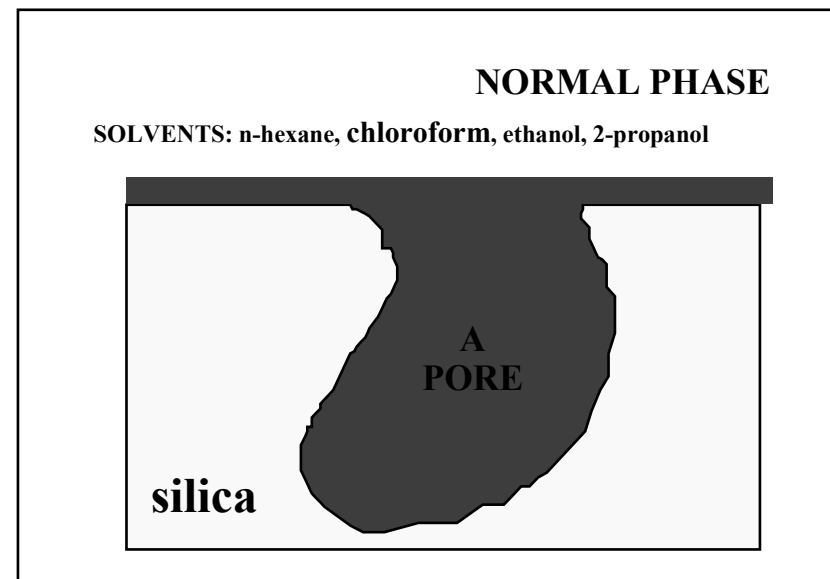 NORMAL PHASE
SOLVENTS: n-hexane, chloroform, ethanol, 2-propanol
A
PORE
silica